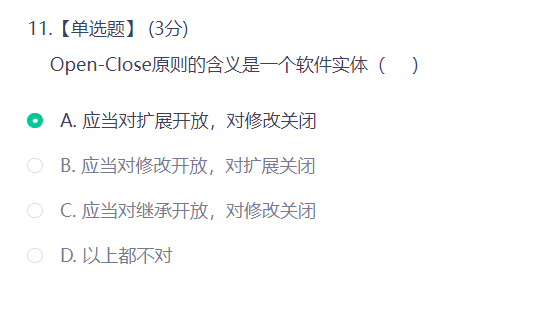 11.【单选题】 (3分)
Open-Close原则的含义是一个软件实体（ ）
A. 应当对扩展开放，对修改关闭
B. 应当对修改开放，对扩展关闭
C. 应当对继承开放，对修改关闭
D. 以上都不对